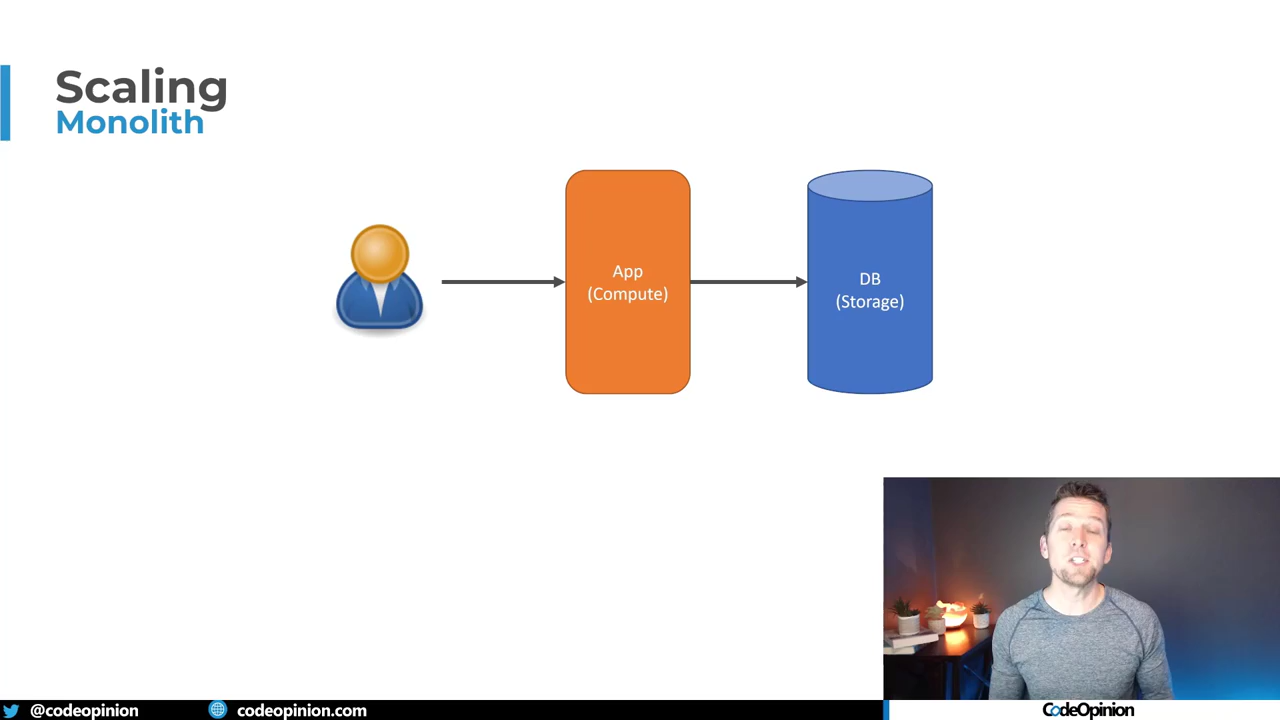 Scaling
Monolith
App
(Compute)
DB
(Storage)
@codeopinion
codeopinion.com
CodeOpinion